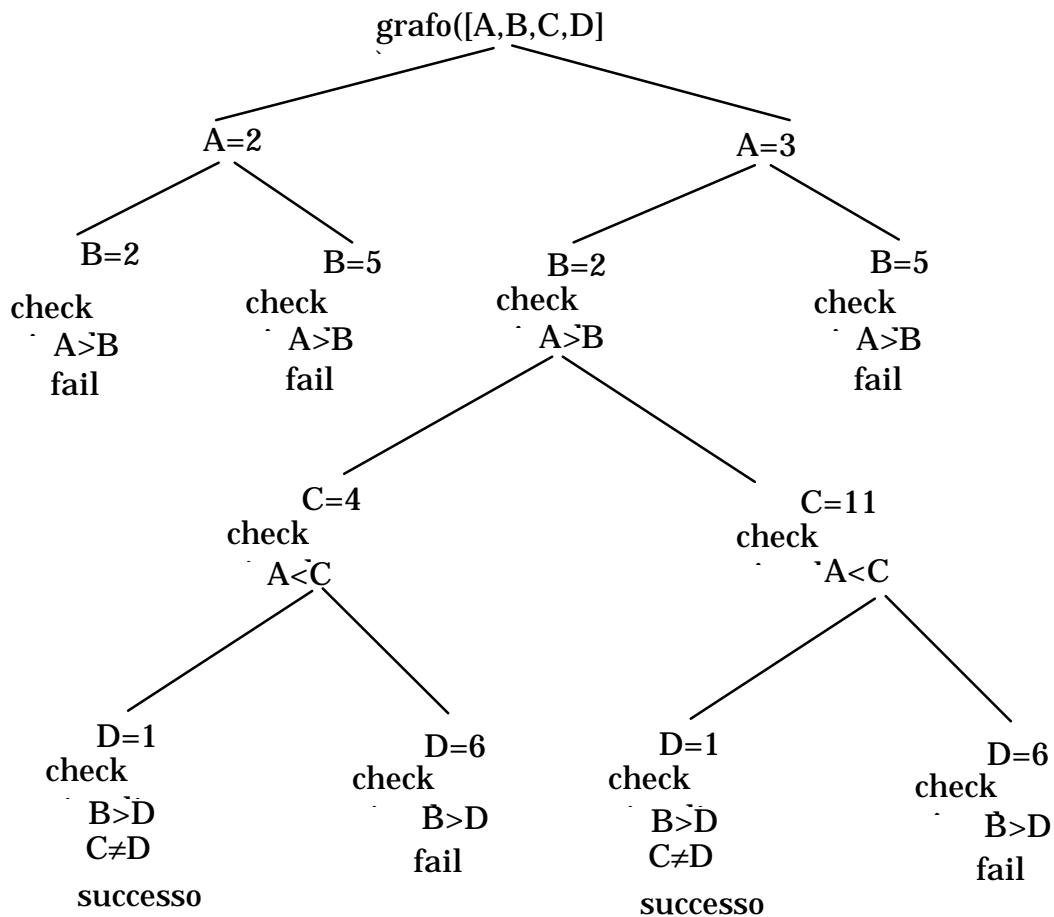 grafo([A,B,C,D]
A=2
A=3
B=2
B=5
B=2
B=5
check
A>B
fail
check
A>B
fail
check
A>B
check
A>B
fail
C=4
check
A<C
C=11
check
A<C
D=1
check
B>D
C≠D
successo
D=6
check
B>D
fail
D=1
check
B>D
C≠D
successo
D=6
check
B>D
fail